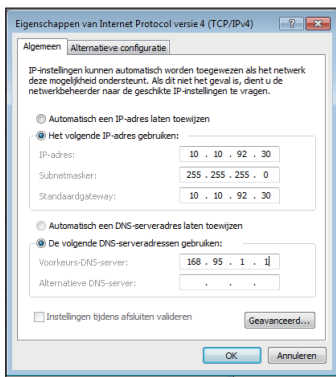 Eigenschappen van Internet Protocol versie 4 (TCP/IPv4)
Algemeen
Alternatieve configuratie
IP-instellingen kunnen automatisch worden toegewezen als het netwerk
deze mogelijkheid ondersteunt. Als dit niet het geval is, dient u de
netwerkbeheerder naar de geschikte IP-instellingen te vragen.
Automatisch een IP-adres laten toewijzen
Het volgende IP-adres gebruiken:
IP-adres: 10 . 10 . 92 . 30
Subnetmasker: 255 . 255 . 255 . 0
Standaardgateway: 10 . 10 . 92 . 30
Automatisch een DNS-serveradres laten toewijzen
De volgende DNS-serveradressen gebruiken:
Voorkeurs-DNS-server: 168 . 95 . 1 . 1
Alternatieve DNS-server: . . .
Instellingen tijdens afsluiten valideren
Geavanceerd...
OK
Annuleren